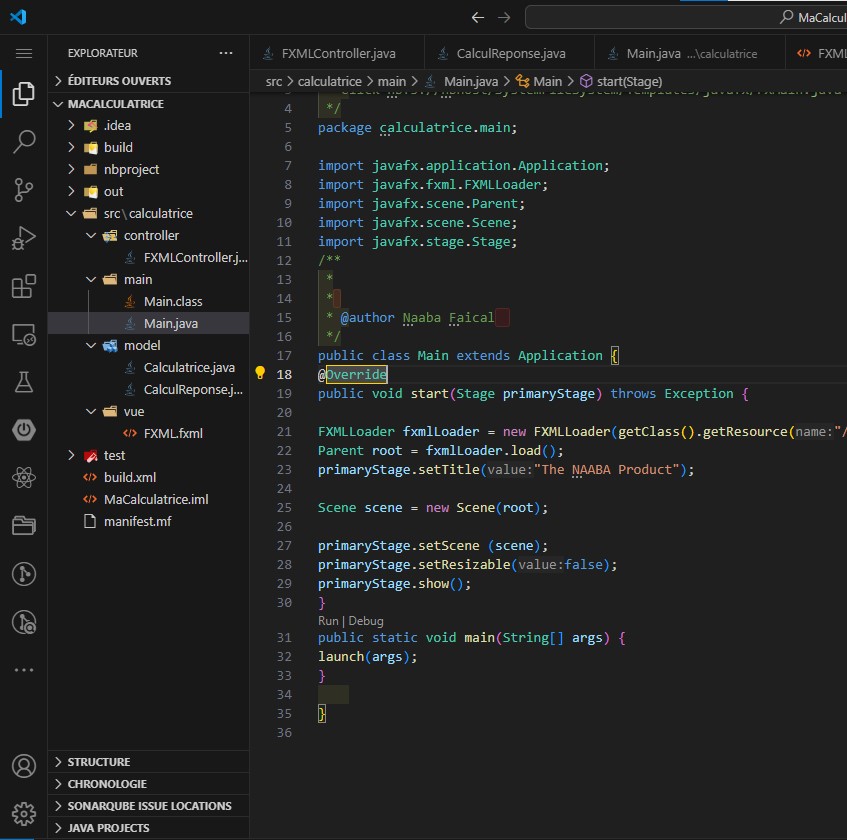 MaCalcul
EXPLORATEUR
FXMLController.java
CalculReponse.java
Main.java ...\calculatrice
FXM
ÉDITEURS OUVERTS
src > calculatrice > main > Main.java > Main > start(Stage)
MACALCULATRICE
.idea
build
nbproject
out
src\calculatrice
controller
FXMLController.j...
main
Main.class
Main.java
model
Calculatrice.java
CalculReponse.j...
vue
FXML.fxml
test
build.xml
MaCalculatrice.iml
manifest.mf
STRUCTURE
CHRONOLOGIE
SONARQUBE ISSUE LOCATIONS
JAVA PROJECTS
4 */
5 package calculatrice.main;
6
7 import javafx.application.Application;
8 import javafx.fxml.FXMLLoader;
9 import javafx.scene.Parent;
10 import javafx.scene.Scene;
11 import javafx.stage.Stage;
12 /**
13 *
14 *
15 * @author Naaba Faical
16 */
17 public class Main extends Application {
18 @Override
19 public void start(Stage primaryStage) throws Exception {
20
21 FXMLLoader fxmlLoader = new FXMLLoader(getClass().getResource(name:"/
22 Parent root = fxmlLoader.load();
23 primaryStage.setTitle(value:"The NAABA Product");
24
25 Scene scene = new Scene(root);
26
27 primaryStage.setScene (scene);
28 primaryStage.setResizable(value:false);
29 primaryStage.show();
30 }
Run | Debug
31 public static void main(String[] args) {
32 launch(args);
33 }
34
35 }
36